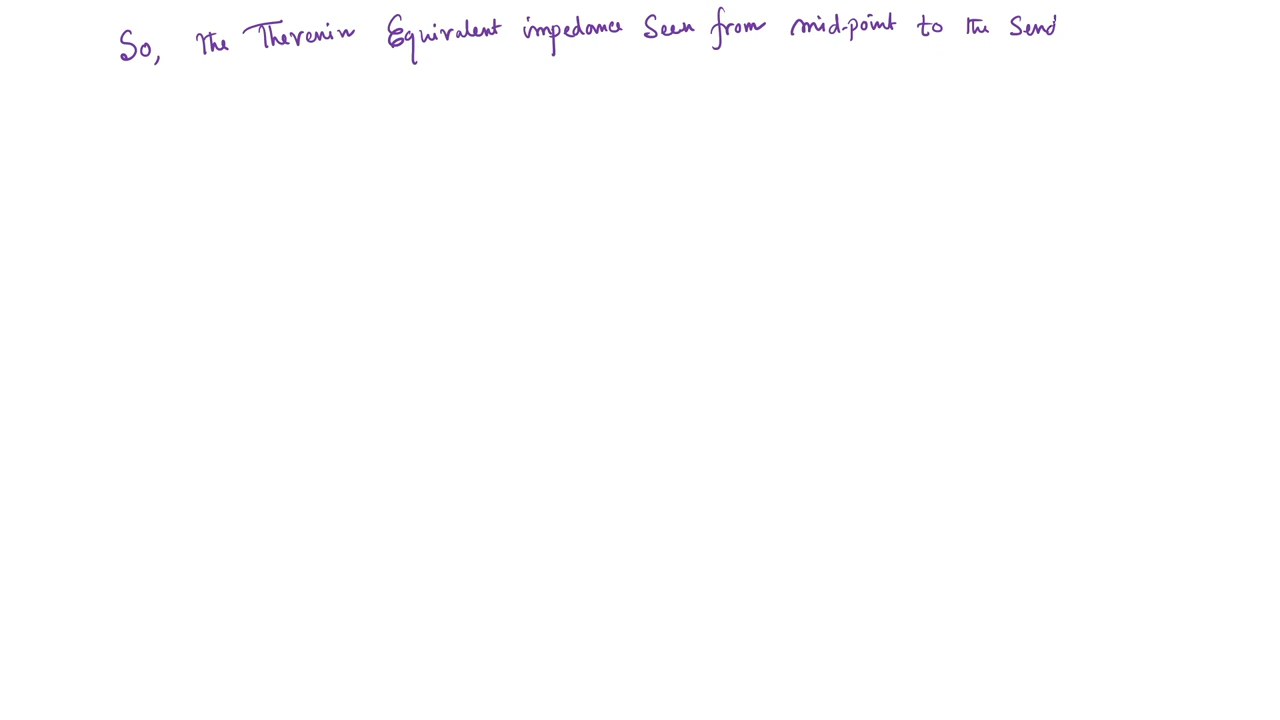 So, the Thevenin Equivalent impedance Seen from mid-point to the Send